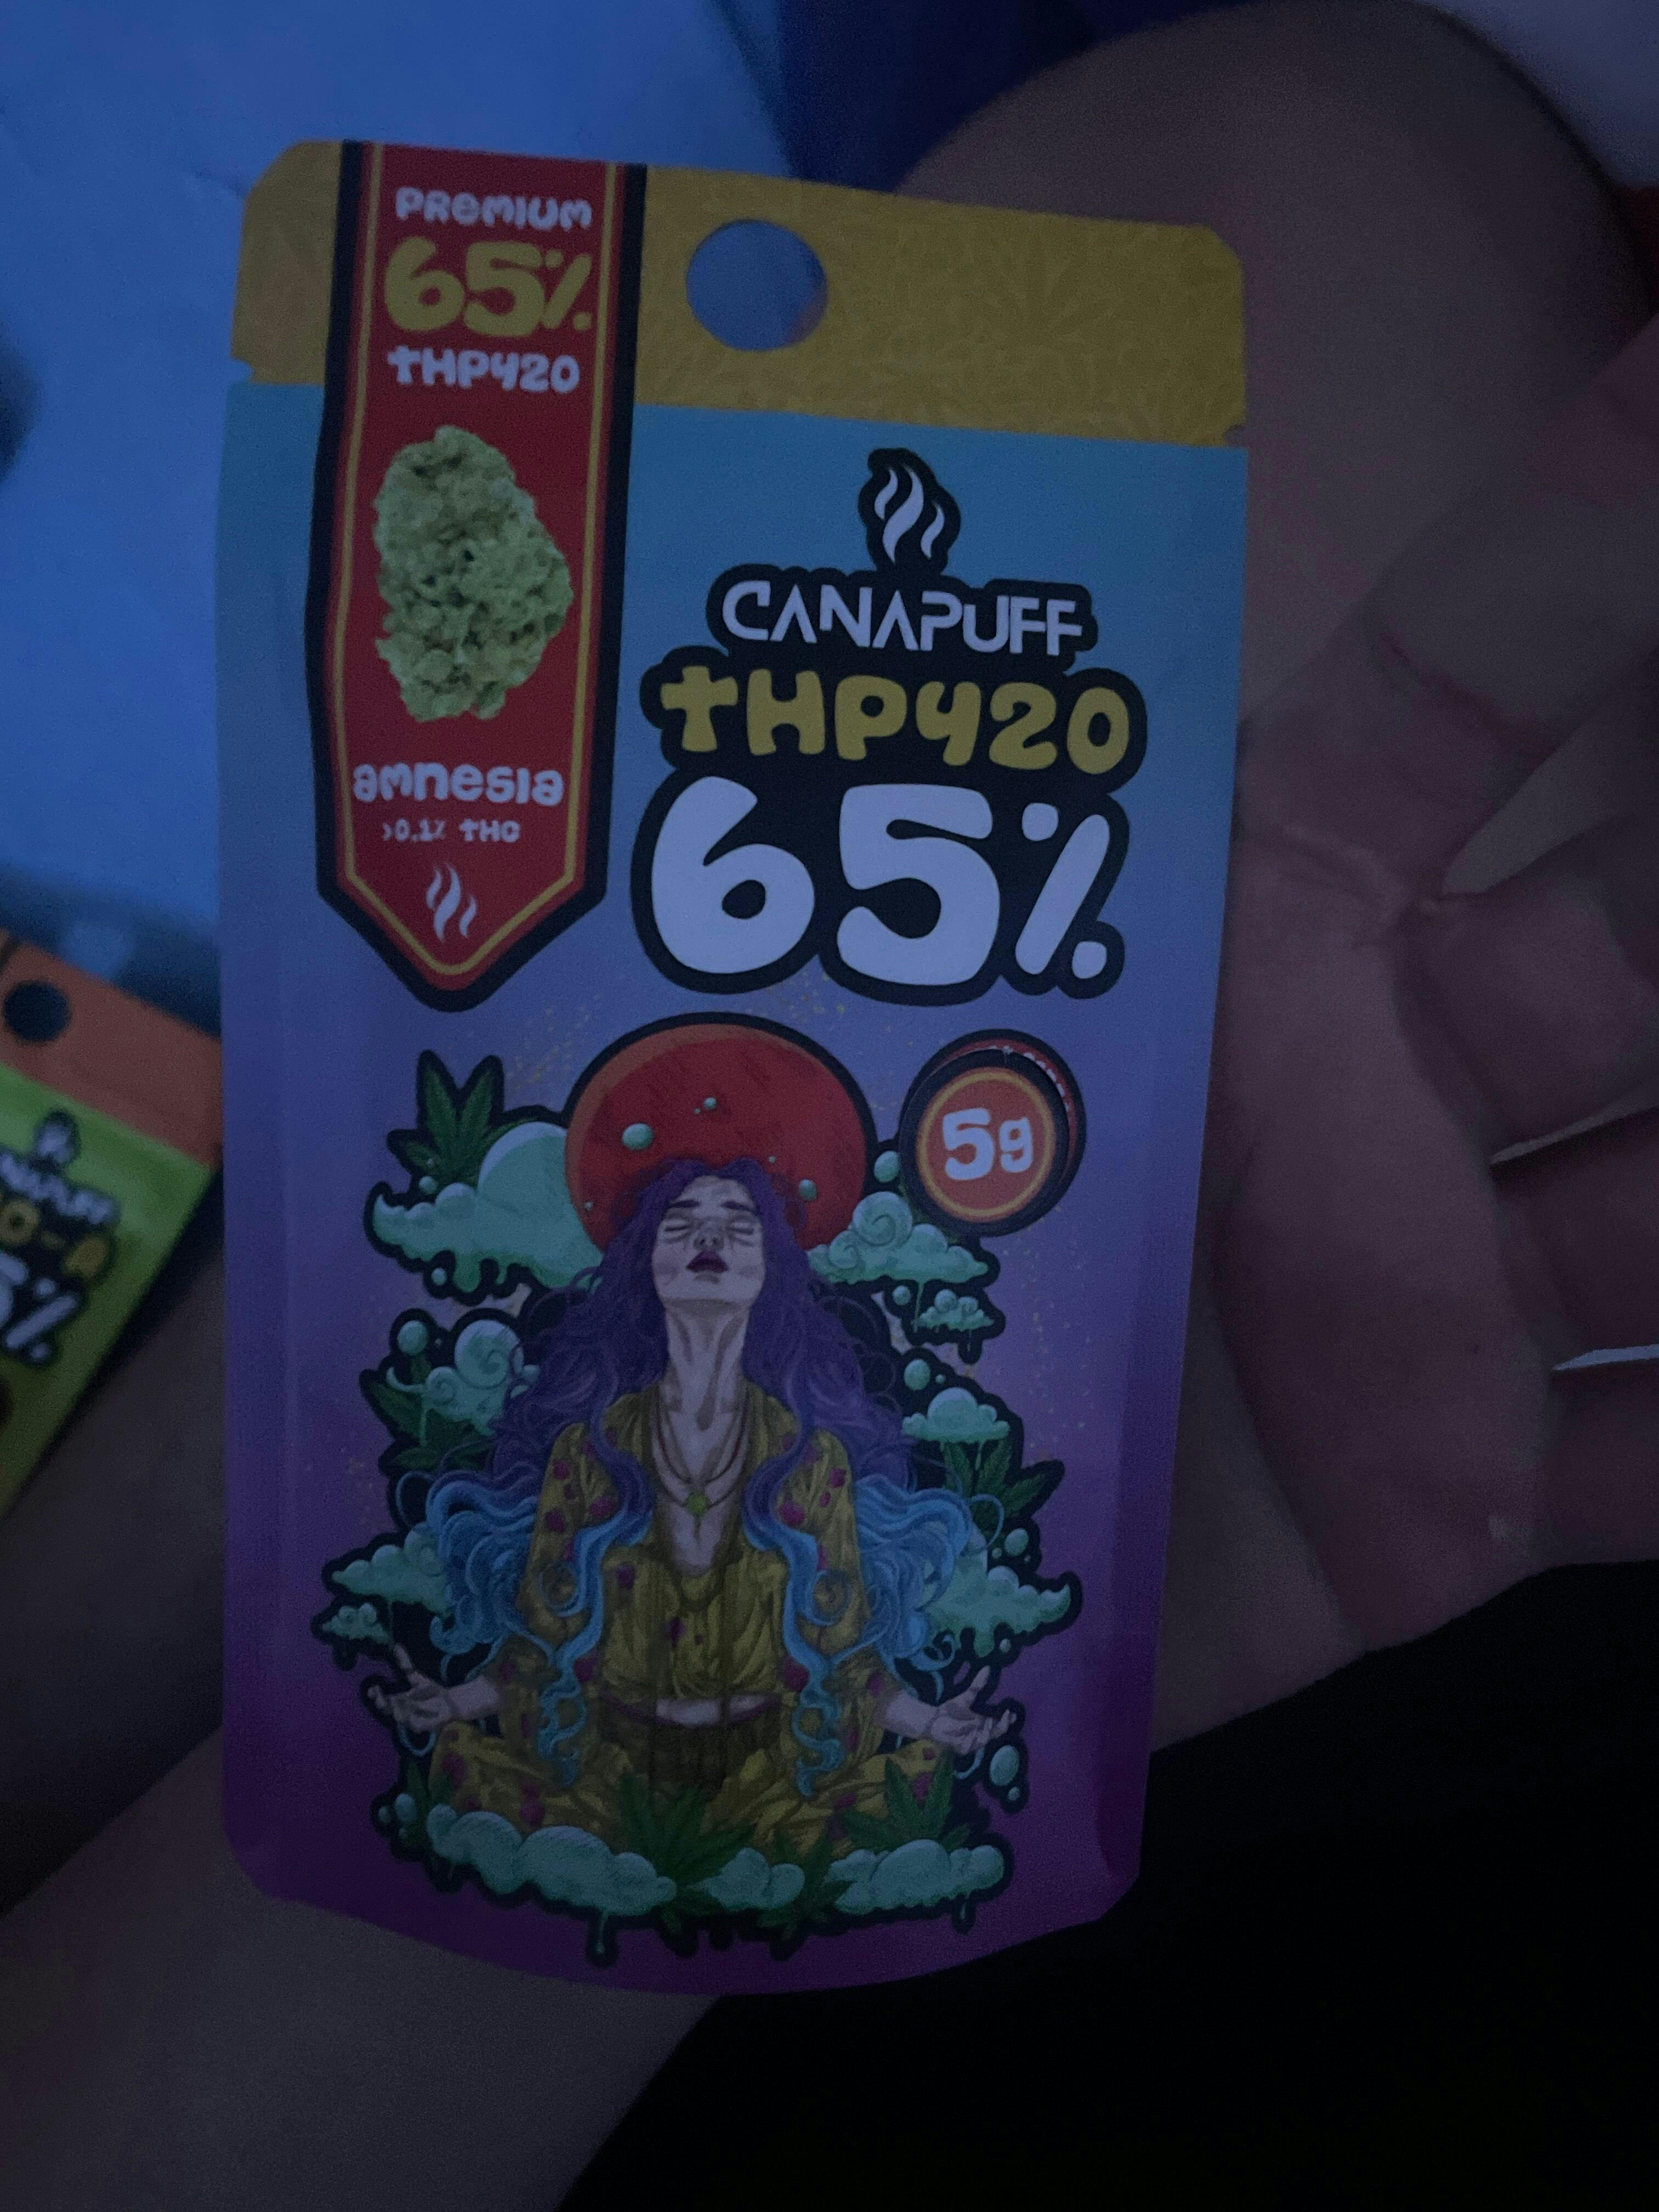 PREMIUM
65%
THP420
amnesia
>0.1% THC
CANAPUFF
THP420
65%
5g